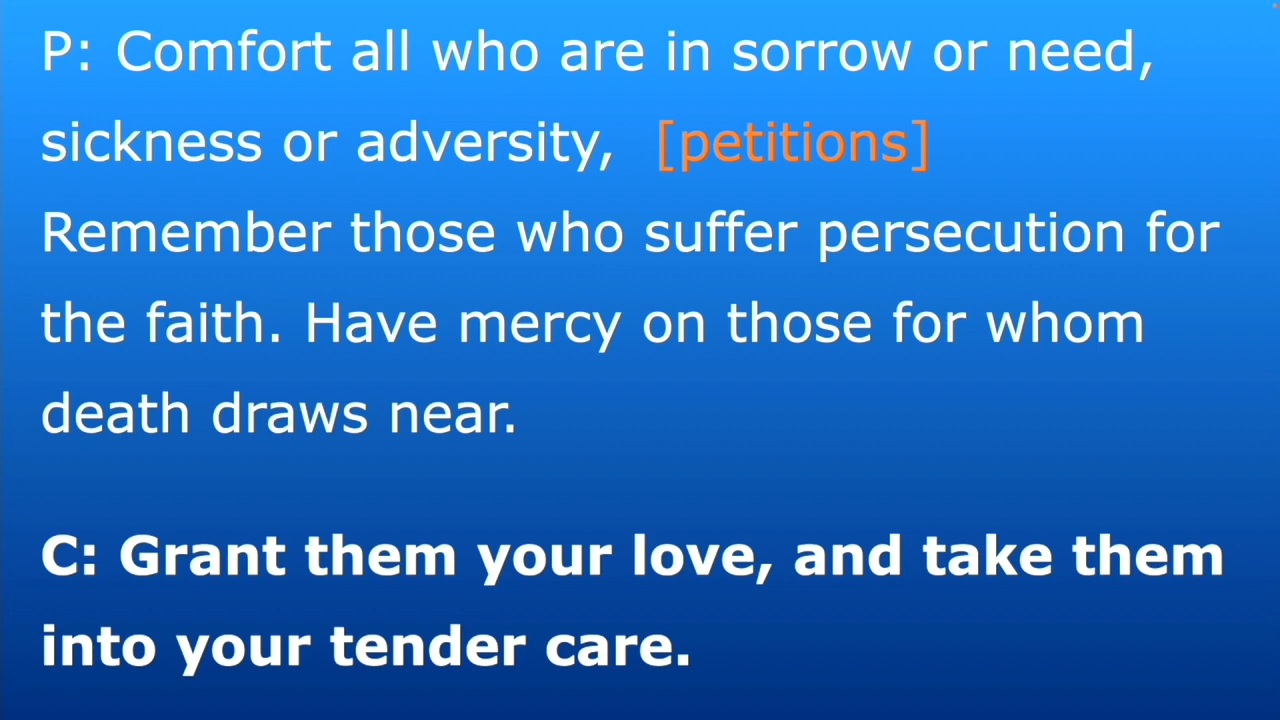 P: Comfort all who are in sorrow or need,
sickness or adversity, [petitions]
Remember those who suffer persecution for
the faith. Have mercy on those for whom
death draws near.
C: Grant them your love, and take them
into your tender care.